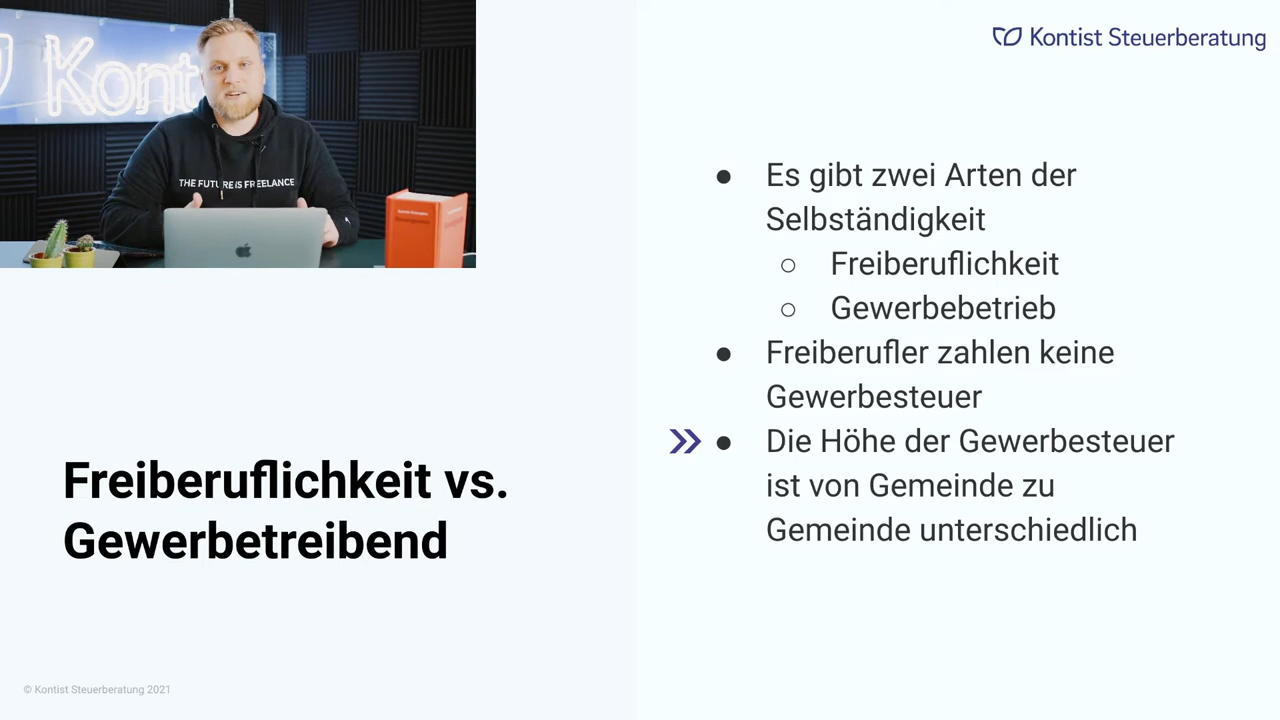 Kont
THE FUTURE IS FREELANCE
Kontist Steuerberatung
Freiberuflichkeit vs.
Gewerbetreibend
● Es gibt zwei Arten der
Selbständigkeit
○ Freiberuflichkeit
○ Gewerbebetrieb
● Freiberufler zahlen keine
Gewerbesteuer
● Die Höhe der Gewerbesteuer
ist von Gemeinde zu
Gemeinde unterschiedlich
© Kontist Steuerberatung 2021